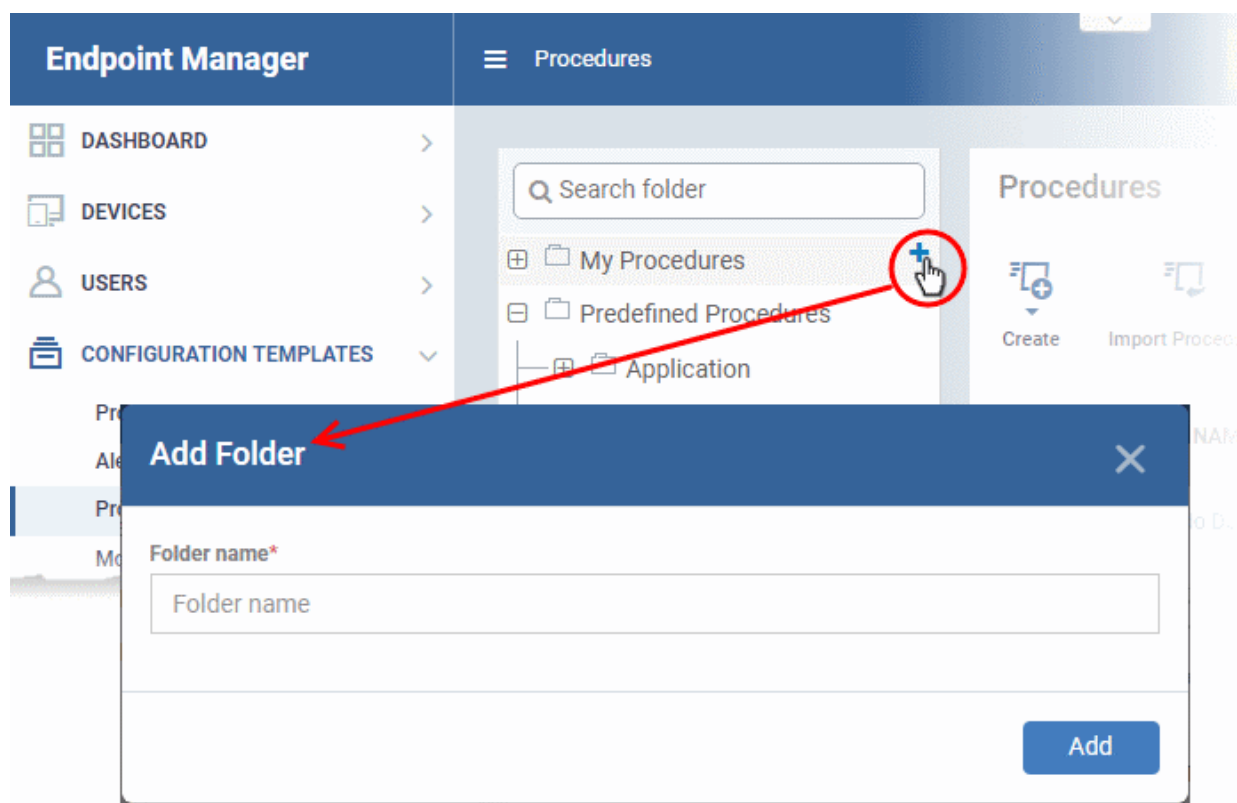 Endpoint Manager
Procedures
DASHBOARD
DEVICES
USERS
CONFIGURATION TEMPLATES
Search folder
My Procedures
Predefined Procedures
Application
Procedures
Create
Import
Add Folder
Folder name*
Folder name
Add